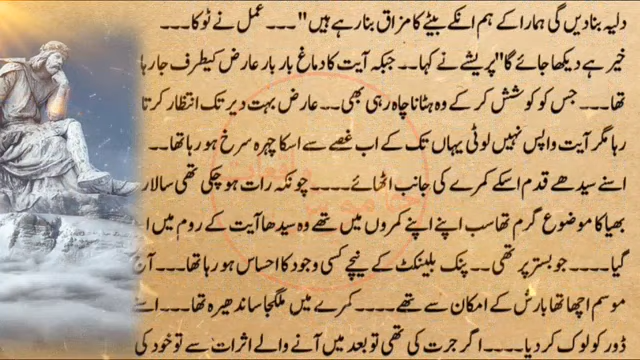 دلیہ بنا دیں گی ہمارا کے ہم انکے بیٹے کا مزاق بنا رہے ہیں"۔۔۔ عمل نے ٹوکا۔۔۔
خیر ہے دیکھا جائے گا"پریشے نے کہا۔۔ جبکہ آیت کا دماغ بار بار عارض کیطرف جا رہا
تھا۔۔۔ جس کو کوشش کر کے وہ ہٹانا چاہ رہی تھی۔۔ عارض بہت دیر تک انتظار کرتا
رہا مگر آیت واپس نہیں لوٹی یہاں تک کے اب غصے سے اسکا چہرہ سرخ ہو رہا تھا۔۔
اسنے سیدھے قدم اسکے کمرے کی جانب اٹھائے۔۔۔۔ چونکہ رات ہو چکی تھی سالار
بھیا کا موضوع گرم تھا سب اپنے اپنے کمروں میں تھے وہ سیدھا آیت کے روم میں ا
گیا۔۔۔۔ جو بستر پر تھی۔۔ پنک بلینکٹ کے نیچے کسی وجود کا احساس ہو رہا تھا۔۔۔ آج
موسم اچھا تھا بارش کے امکان سے تھے۔۔۔۔ کمرے میں ملگجا سا ندھیرہ تھا۔۔۔ اسنے
ڈور کو لوک کر دیا۔۔۔۔ اگر جرت کی تھی تو بعد میں آنے والے اثرات سے تو خود کی